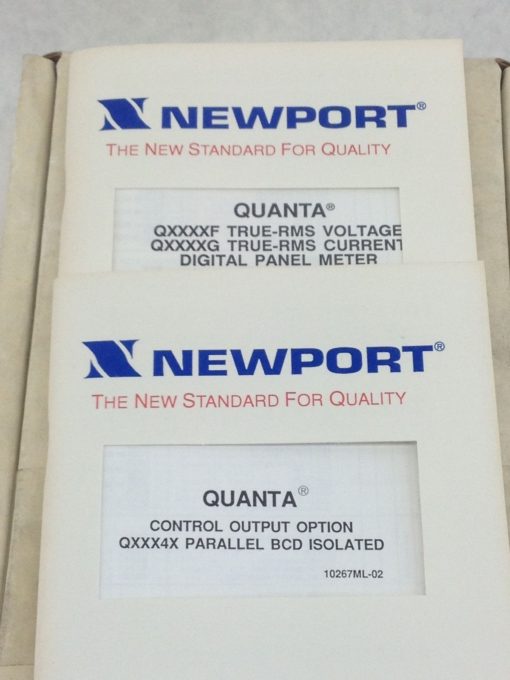 NEWPORT®
THE NEW STANDARD FOR QUALITY
QUANTA®
QXXXXF TRUE-RMS VOLTAGE
QXXXXG TRUE-RMS CURRENT
DIGITAL PANEL METER
NEWPORT®
THE NEW STANDARD FOR QUALITY
QUANTA®
CONTROL OUTPUT OPTION
QXXX4X PARALLEL BCD ISOLATED
10267ML-02